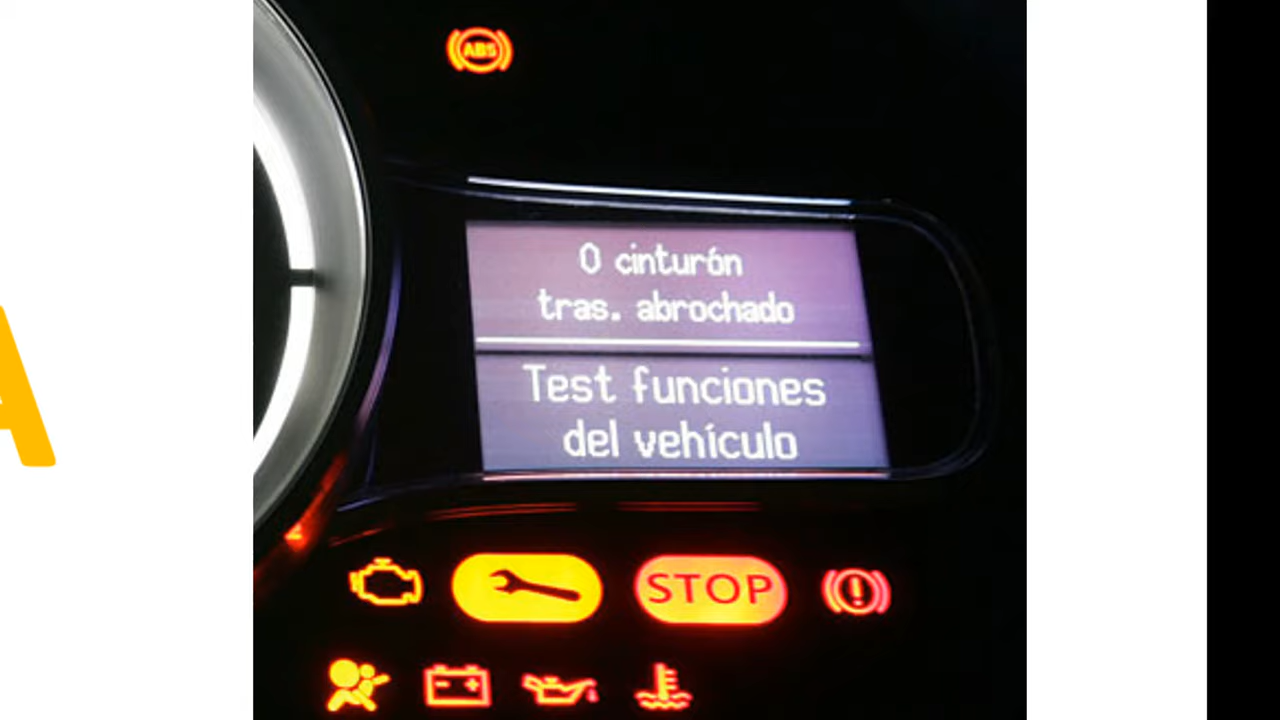 ABS
0 cinturón
tras. abrochado
Test funciones
del vehículo
STOP
A